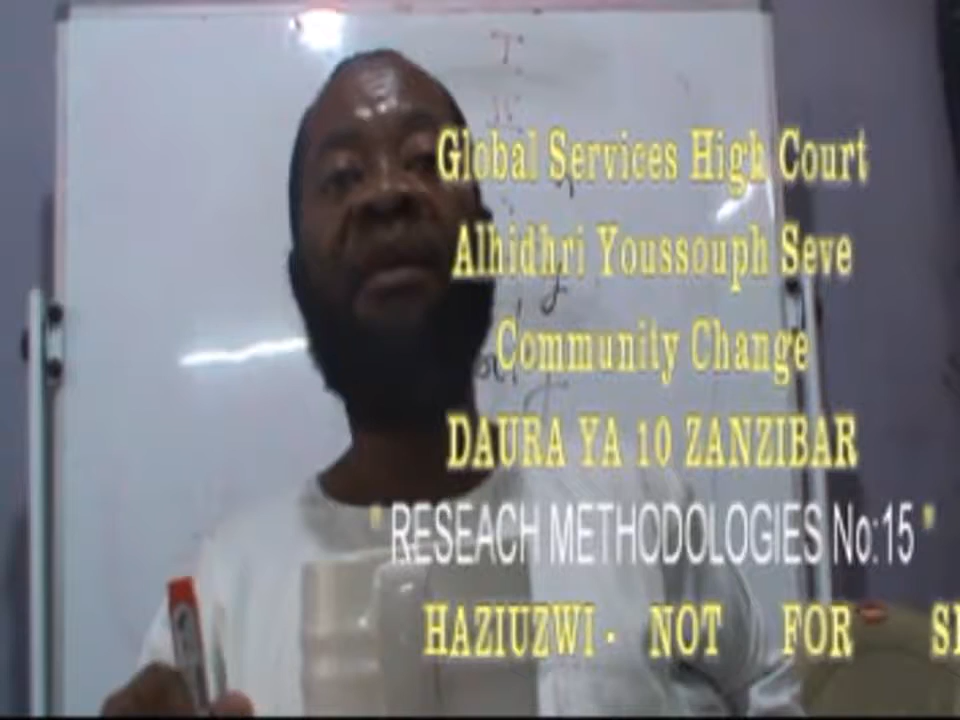 Global Services High Court
Alhidhri Youssouph Seve
Community Change
DAURA YA 10 ZANZIBAR
" RESEACH METHODOLOGIES No:15 "
HAZIUZWI - NOT FOR